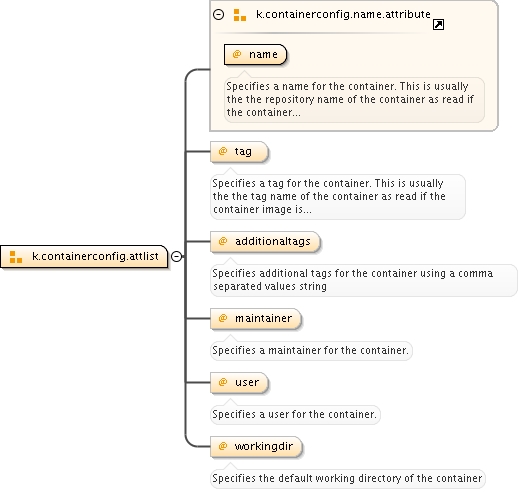 k.containerconfig.name.attribute
@ name
Specifies a name for the container. This is usually
the the repository name of the container as read if
the container...
@ tag
Specifies a tag for the container. This is usually
the the tag name of the container as read if the
container image is...
k.containerconfig.attlist
@ additionaltags
Specifies additional tags for the container using a comma
separated values string
@ maintainer
Specifies a maintainer for the container.
@ user
Specifies a user for the container.
@ workingdir
Specifies the default working directory of the container